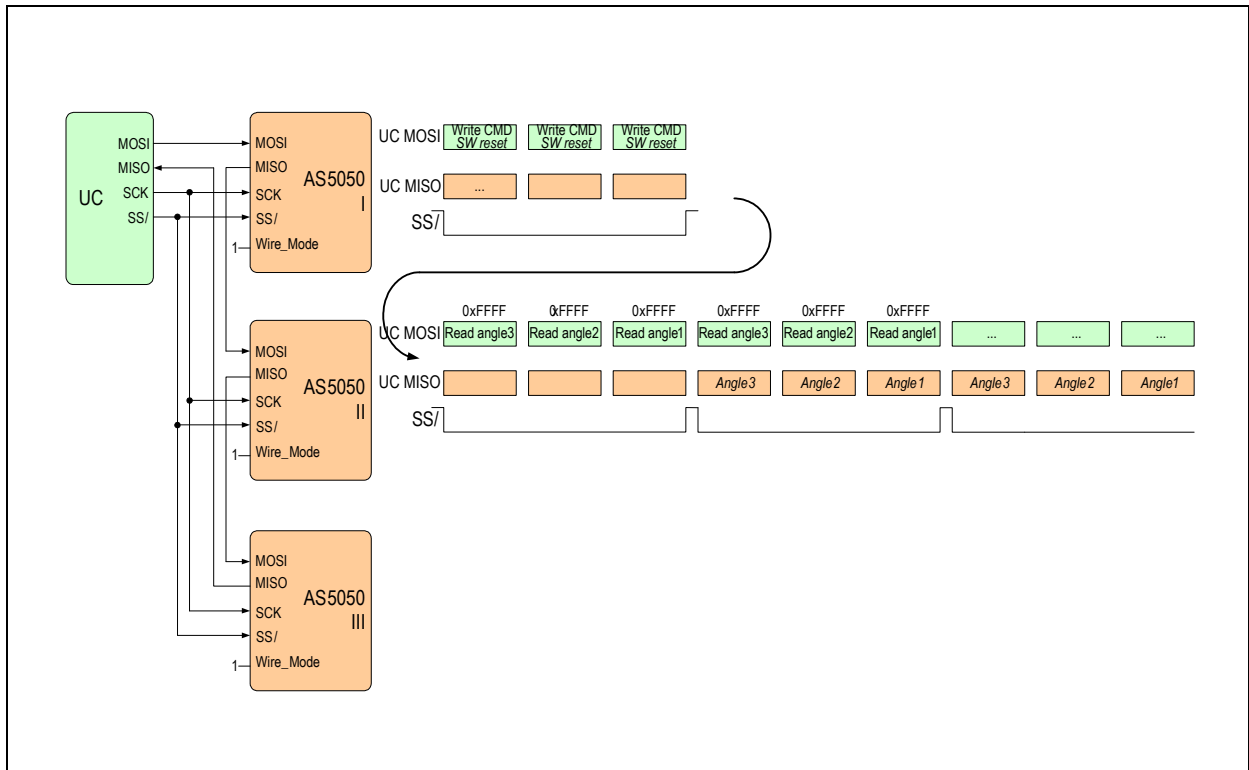 UC
MOSI
MISO
SCK
SS/
MOSI
MISO
SCK
SS/
1
Wire_Mode
AS5050
I
MOSI
MISO
SCK
SS/
1
Wire_Mode
AS5050
II
MOSI
MISO
SCK
SS/
1
Wire_Mode
AS5050
III
UC MOSI
Write CMD
SW reset
Write CMD
SW reset
Write CMD
SW reset
UC MISO
...
SS/
0xFFFF 0xFFFF 0xFFFF 0xFFFF 0xFFFF 0xFFFF
UC MOSI Read angle3 Read angle2 Read angle1 Read angle3 Read angle2 Read angle1 ... ... ...
UC MISO Angle3 Angle2 Angle1 Angle3 Angle2 Angle1
SS/